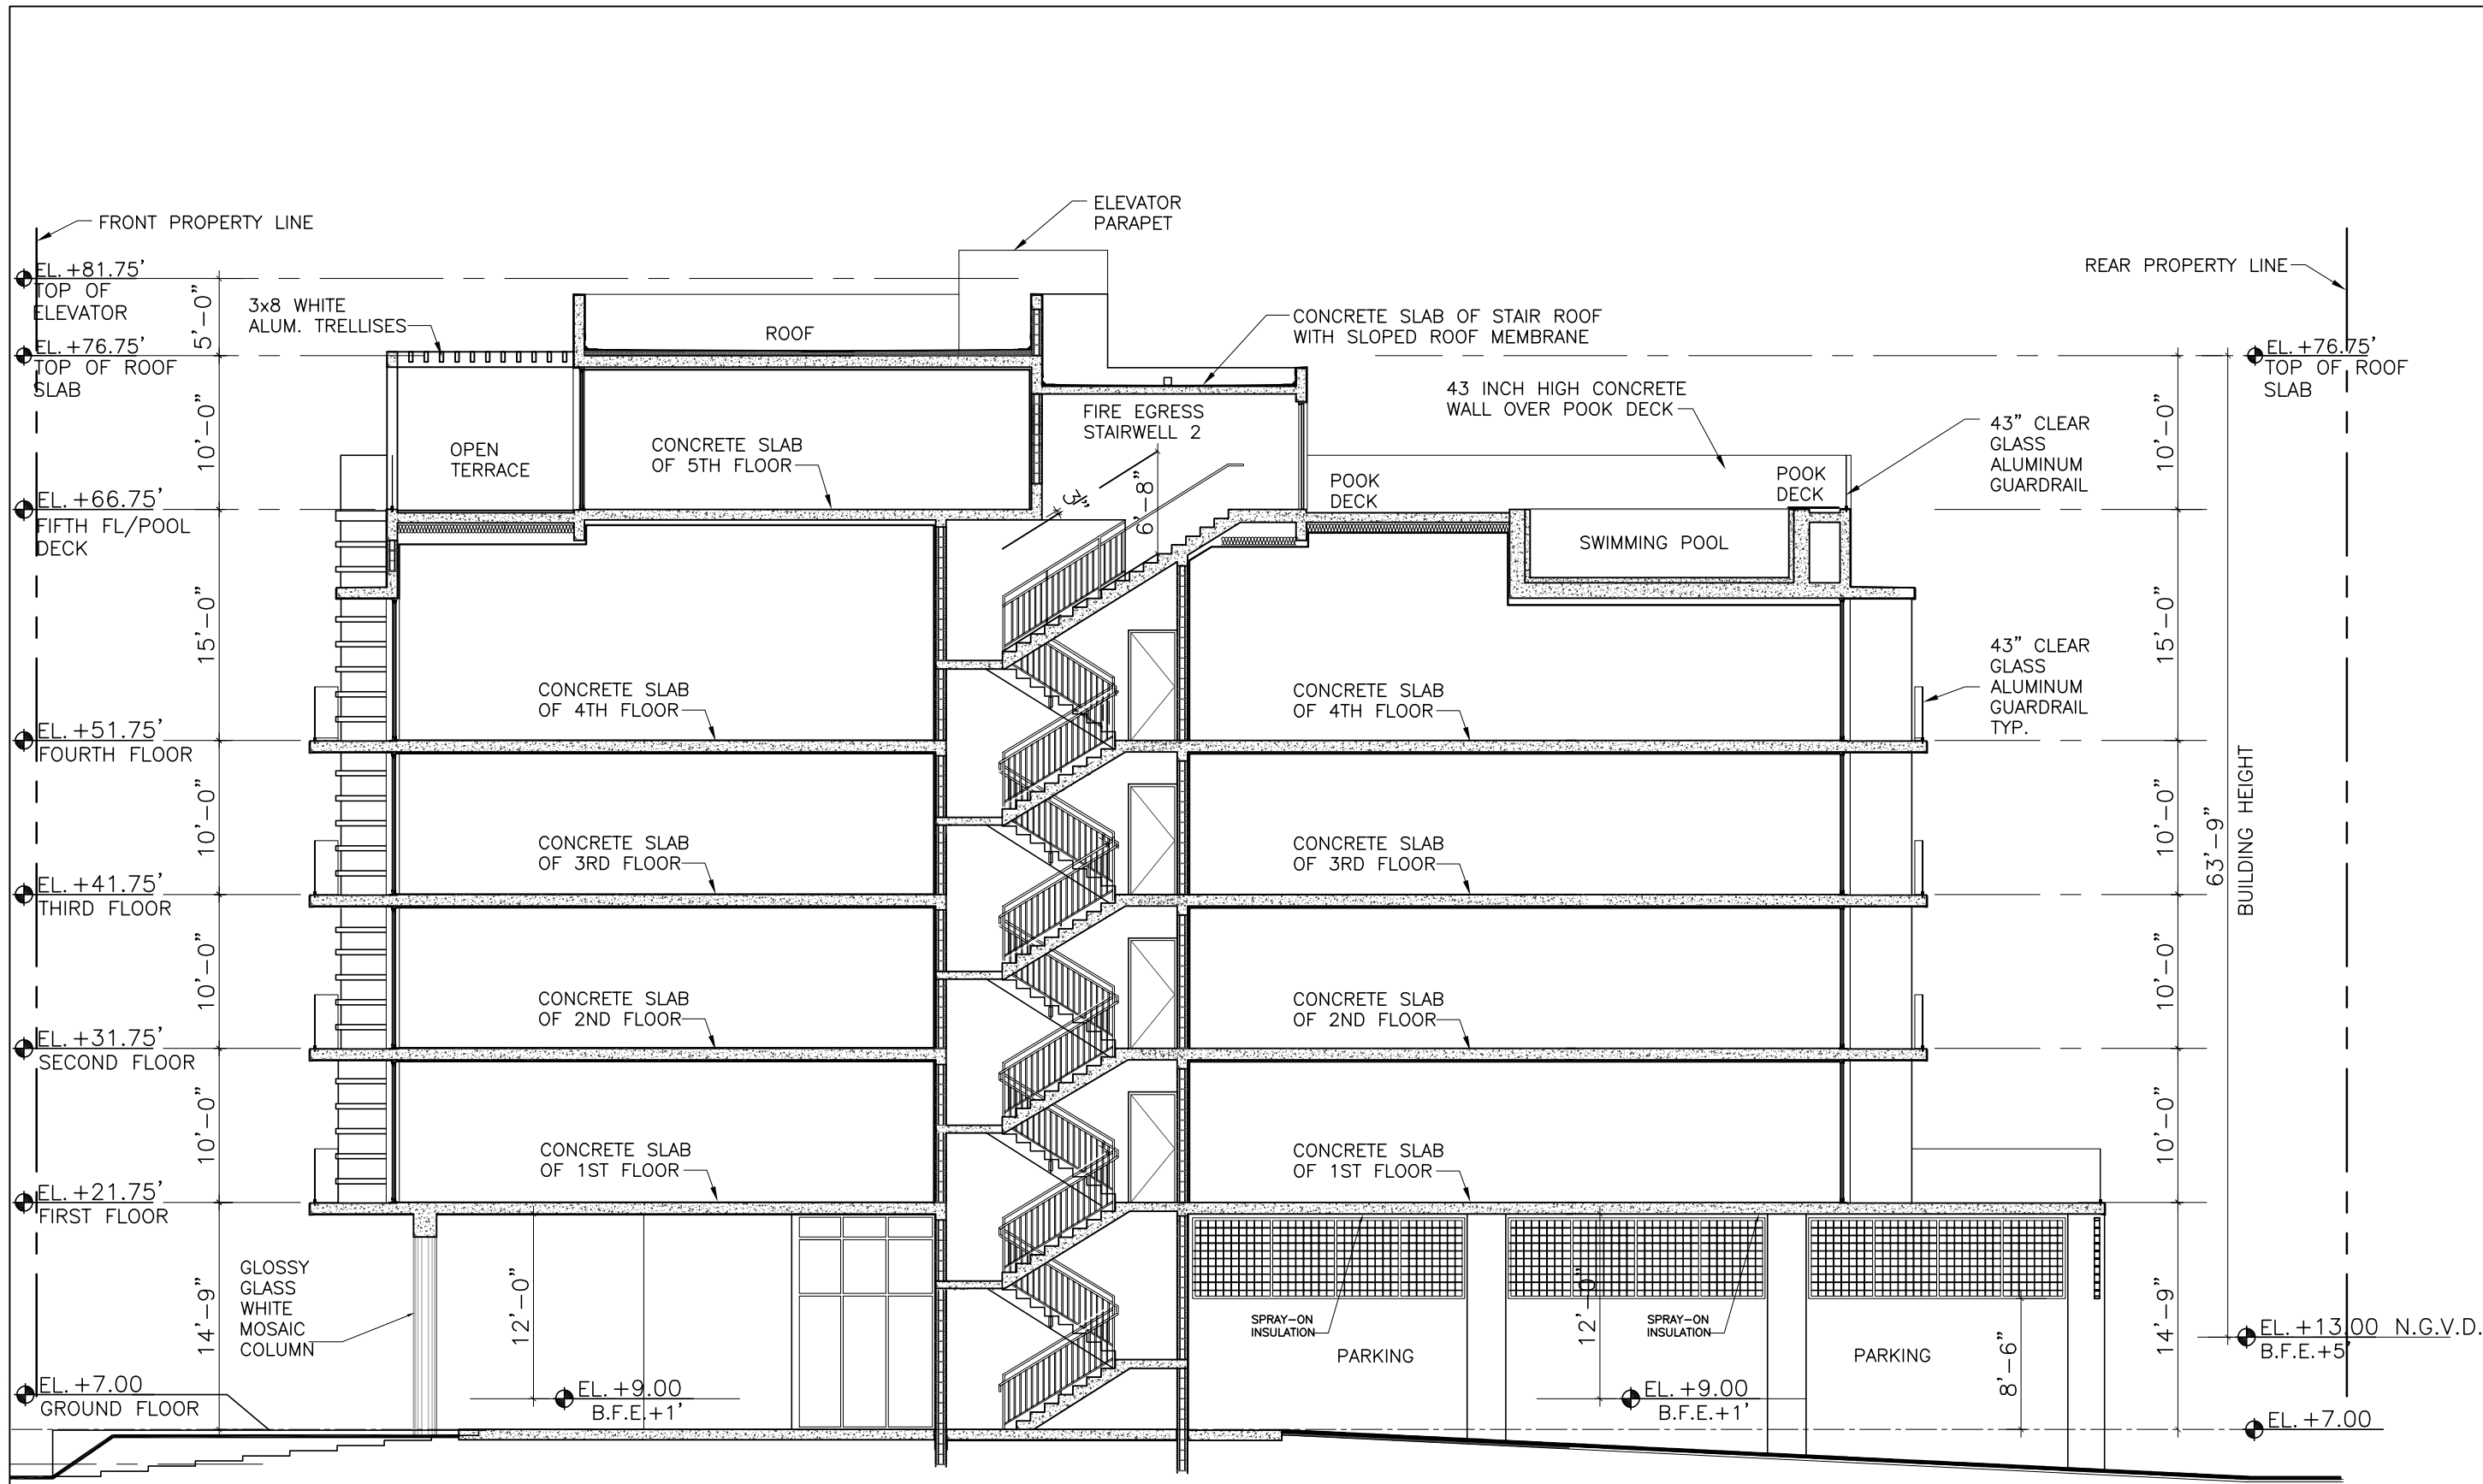 FRONT PROPERTY LINE
EL. +81.75'
TOP OF
ELEVATOR
5'-0"
EL. +76.75'
TOP OF ROOF
SLAB
10'-0"
EL. +66.75'
FIFTH FL/POOL
DECK
15'-0"
EL. +51.75'
FOURTH FLOOR
10'-0"
EL. +41.75'
THIRD FLOOR
10'-0"
EL. +31.75'
SECOND FLOOR
10'-0"
EL. +21.75'
FIRST FLOOR
14'-9"
EL. +7.00
GROUND FLOOR
3x8 WHITE
ALUM. TRELLISES
ROOF
ELEVATOR
PARAPET
CONCRETE SLAB OF STAIR ROOF
WITH SLOPED ROOF MEMBRANE
OPEN
TERRACE
CONCRETE SLAB
OF 5TH FLOOR
FIRE EGRESS
STAIRWELL 2
3"
6'-8"
43 INCH HIGH CONCRETE
WALL OVER POOK DECK
POOK
DECK
POOK
DECK
SWIMMING POOL
43" CLEAR
GLASS
ALUMINUM
GUARDRAIL
CONCRETE SLAB
OF 4TH FLOOR
CONCRETE SLAB
OF 4TH FLOOR
43" CLEAR
GLASS
ALUMINUM
GUARDRAIL
TYP.
CONCRETE SLAB
OF 3RD FLOOR
CONCRETE SLAB
OF 3RD FLOOR
CONCRETE SLAB
OF 2ND FLOOR
CONCRETE SLAB
OF 2ND FLOOR
CONCRETE SLAB
OF 1ST FLOOR
CONCRETE SLAB
OF 1ST FLOOR
GLOSSY
GLASS
WHITE
MOSAIC
COLUMN
12'-0"
EL. +9.00
B.F.E.+1'
SPRAY-ON
INSULATION
PARKING
12'-0"
SPRAY-ON
INSULATION
PARKING
EL. +9.00
B.F.E.+1'
8'-6"
REAR PROPERTY LINE
EL. +76.75'
TOP OF ROOF
SLAB
10'-0"
15'-0"
10'-0"
10'-0"
10'-0"
14'-9"
63'-9"
BUILDING HEIGHT
EL. +13.00 N.G.V.D.
B.F.E.+5'
EL. +7.00